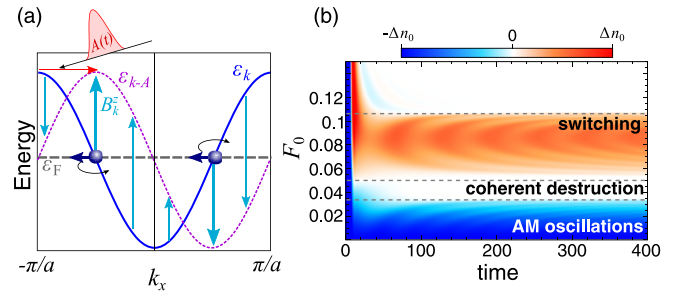 (a)
A(t)
ε_{k-A}
ε_k
B_k^z
Energy
ε_F
-π/a
k_x
π/a
(b)
-Δn_0
0
Δn_0
F_0
0.12
0.1
0.08
0.06
0.04
0.02
switching
coherent destruction
AM oscillations
0
100
200
300
400
time